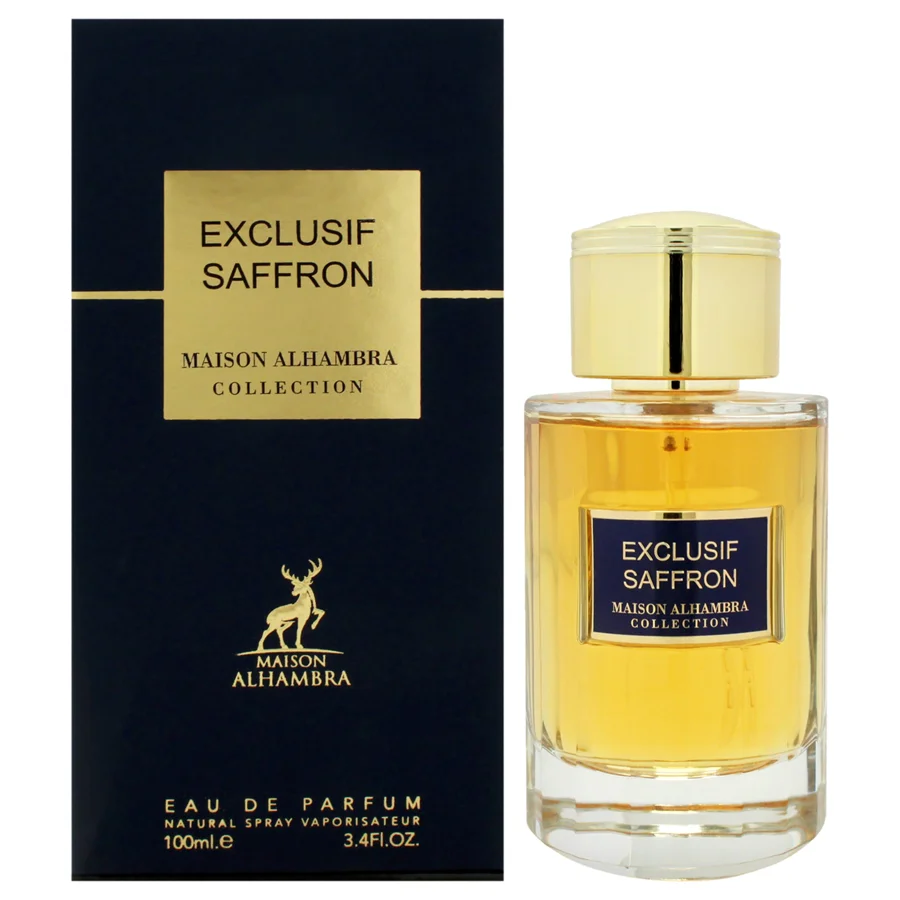 EXCLUSIF
SAFFRON
MAISON ALHAMBRA
COLLECTION
MAISON
ALHAMBRA
EAU DE PARFUM
NATURAL SPRAY VAPORISATEUR
100ml.e
3.4Fl.OZ.
EXCLUSIF
SAFFRON
MAISON ALHAMBRA
COLLECTION